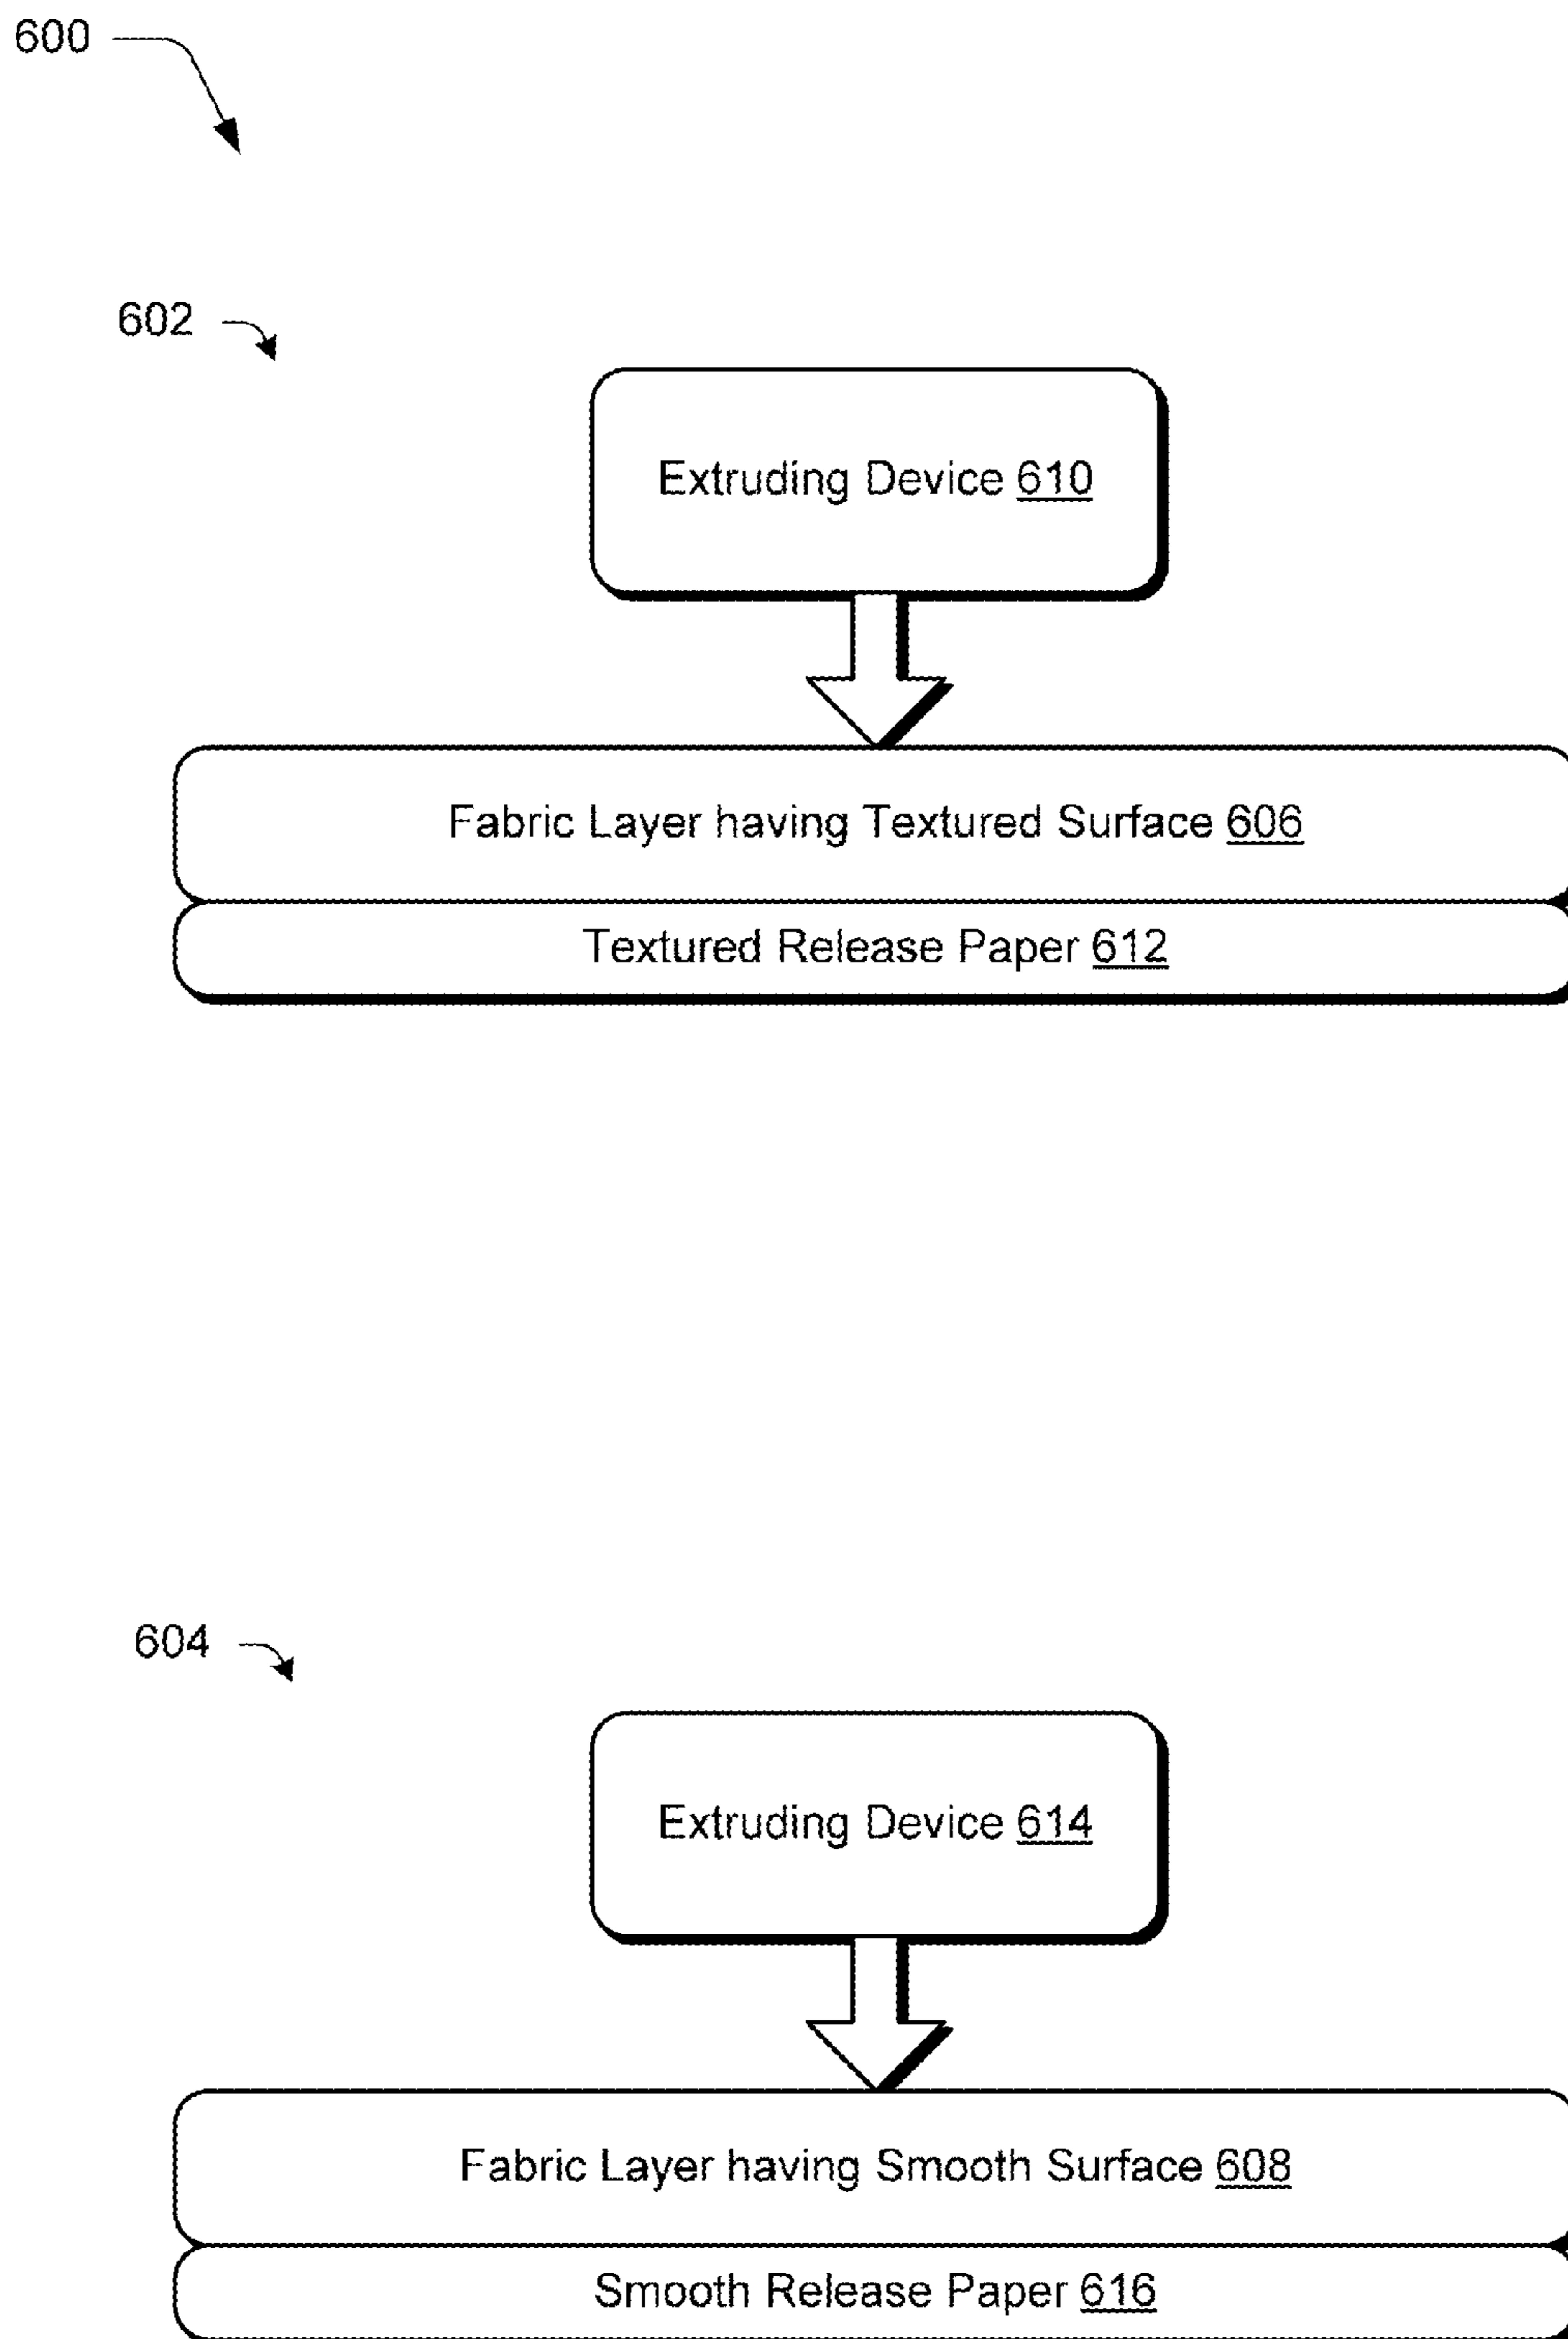 600
602
Extruding Device 610
Fabric Layer having Textured Surface 606
Textured Release Paper 612
604
Extruding Device 614
Fabric Layer having Smooth Surface 608
Smooth Release Paper 616